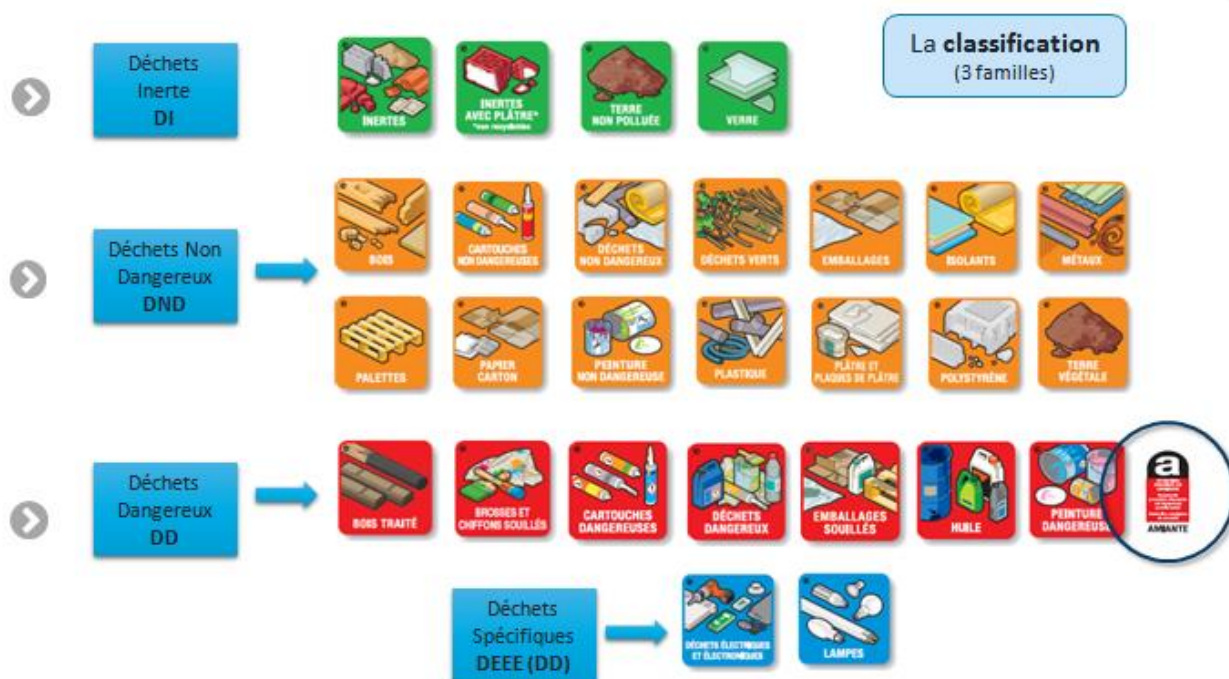 La classification
(3 familles)
Déchets
Inerte
DI
INERTES
INERTES
AVEC PLÂTRE*
*non recyclables
TERRE
NON POLLUÉE
VERRE
Déchets Non
Dangereux
DND
BOIS
CARTOUCHES
NON DANGEREUSES
DÉCHETS
NON DANGEREUX
DÉCHETS VERTS
EMBALLAGES
ISOLANTS
MÉTAUX
PALETTES
PAPIER
CARTON
PEINTURE
NON DANGEREUSE
PLASTIQUE
PLÂTRE ET
PLAQUES DE PLÂTRE
POLYSTYRÈNE
TERRE
VÉGÉTALE
Déchets
Dangereux
DD
BOIS TRAITÉ
BROSSES ET
CHIFFONS SOUILLÉS
CARTOUCHES
DANGEREUSES
DÉCHETS
DANGEREUX
EMBALLAGES
SOUILLÉS
HUILE
PEINTURE
DANGEREUSE
a
AMIANTE
Déchets
Spécifiques
DEEE (DD)
DÉCHETS ÉLECTRIQUES
ET ÉLECTRONIQUES
LAMPES